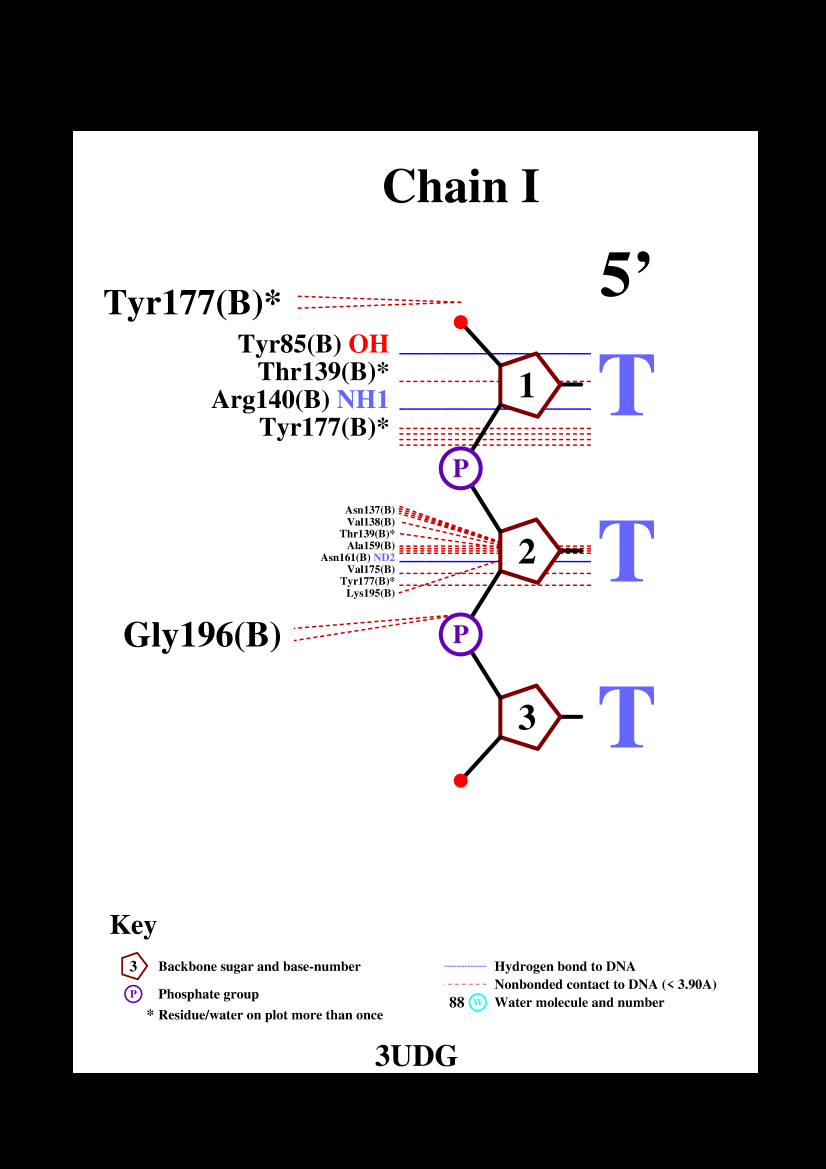 Chain I
5’
Tyr177(B)*
Tyr85(B) OH
Thr139(B)*
Arg140(B) NH1
Tyr177(B)*
1 T
P
Asn137(B)
Val138(B)
Thr139(B)*
Ala159(B)
Asn161(B) ND2
Val175(B)
Tyr177(B)*
Lys195(B)
2 T
Gly196(B)
P
3 T
Key
3 Backbone sugar and base-number
P Phosphate group
* Residue/water on plot more than once
Hydrogen bond to DNA
Nonbonded contact to DNA (< 3.90A)
88 W Water molecule and number
3UDG